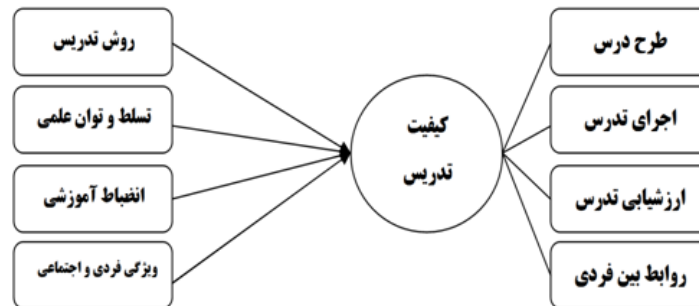 طرح درس
اجرای تدرس
ارزشیابی تدرس
روابط بین فردی
کیفیت
تدریس
روش تدریس
تسلط و توان علمی
انضباط آموزشی
ویژگی فردی و اجتماعی